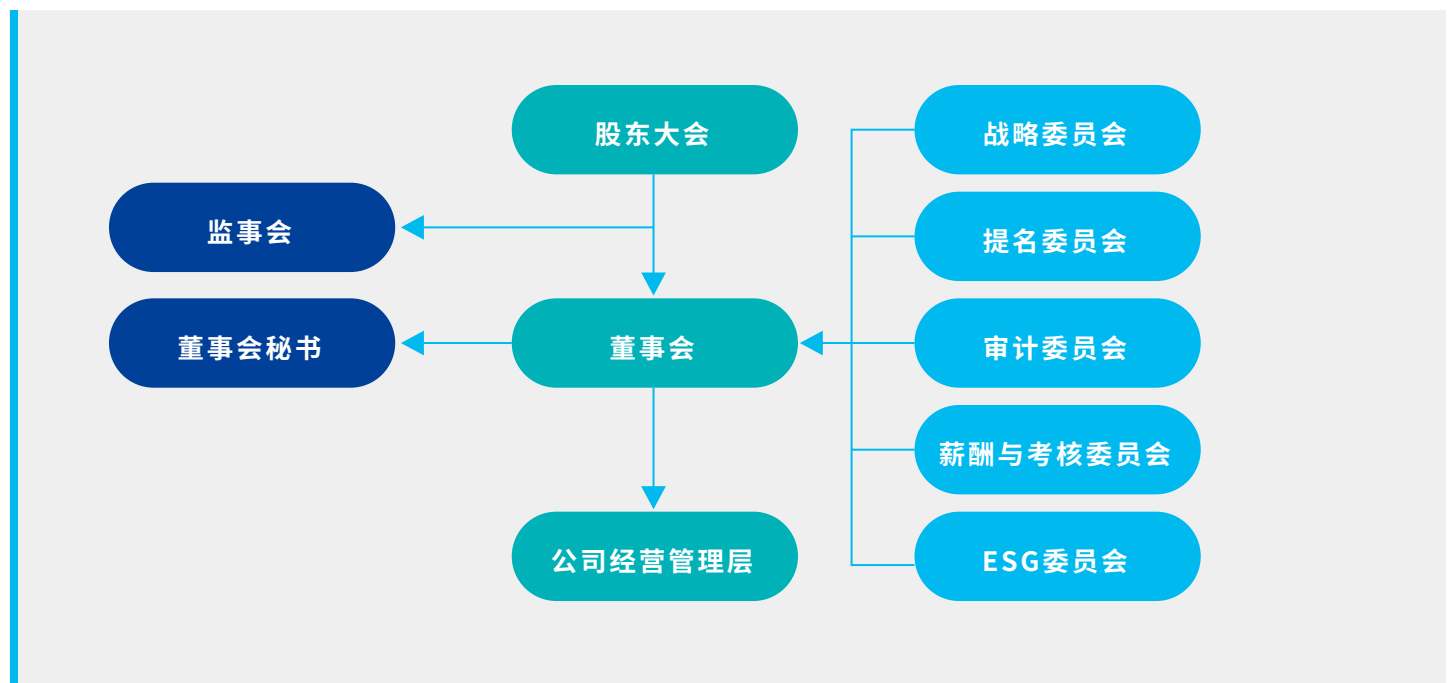 股东大会
监事会
董事会秘书
董事会
公司经营管理层
战略委员会
提名委员会
审计委员会
薪酬与考核委员会
ESG委员会